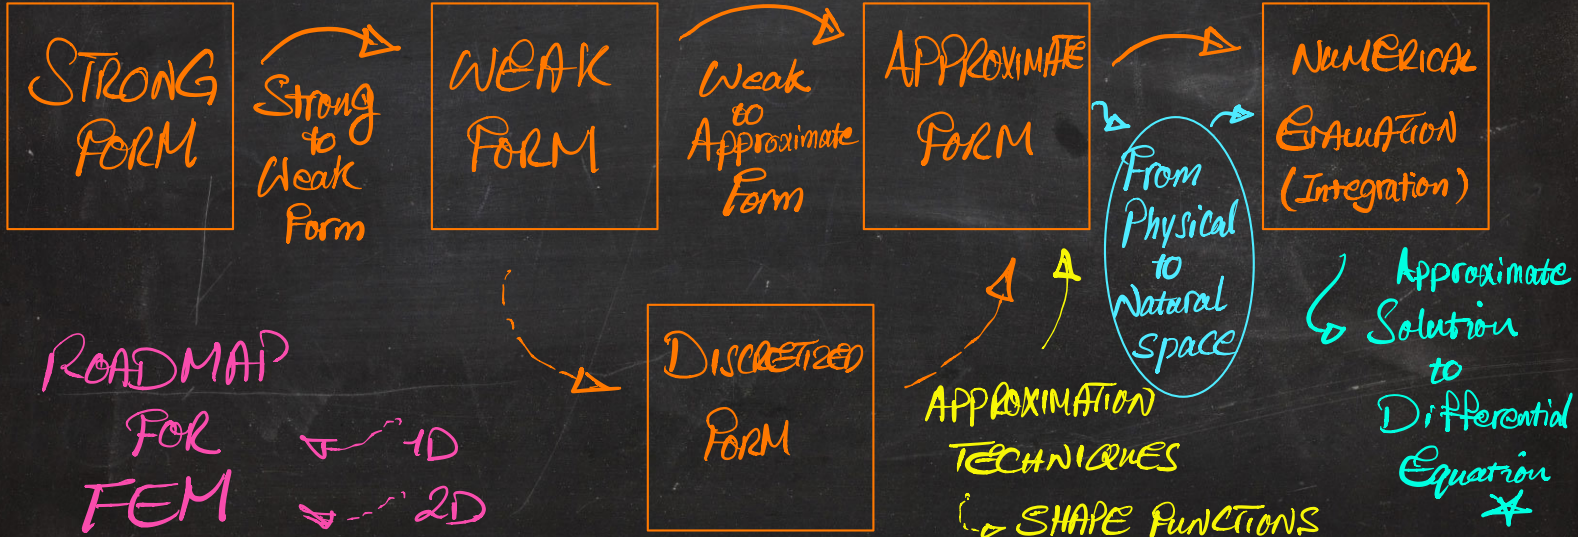 STRONG
FORM
Strong
to
Weak
Form
WEAK
FORM
Weak
to
Approximate
Form
APPROXIMATE
FORM
From
Physical
to
Natural
space
NUMERICAL
EVALUATION
(Integration)
ROADMAP
FOR
FEM
1D
2D
DISCRETIZED
FORM
APPROXIMATION
TECHNIQUES
SHAPE FUNCTIONS
Approximate
Solution
to
Differential
Equation